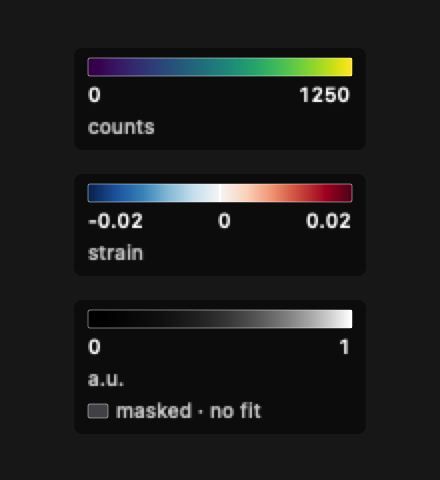 0 1250
counts
-0.02 0 0.02
strain
0 1
a.u.
masked · no fit